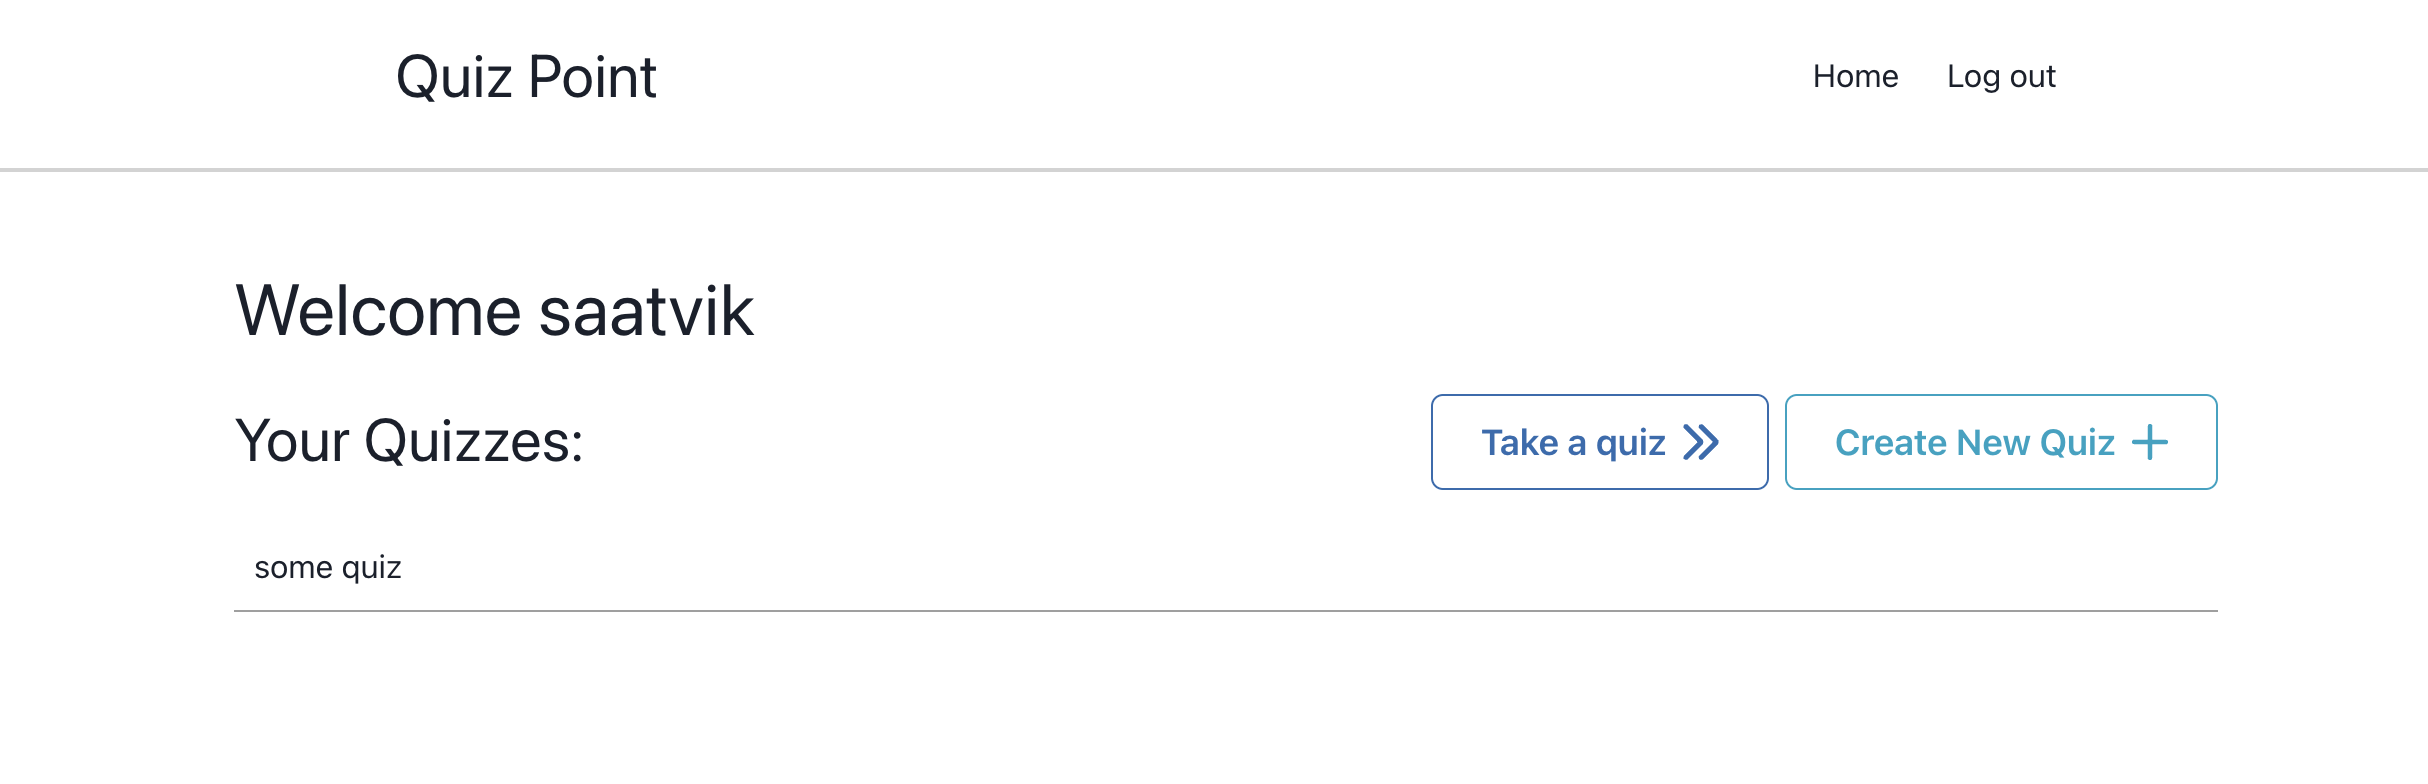 Quiz Point Home Log out
Welcome saatvik
Your Quizzes: Take a quiz Create New Quiz
some quiz